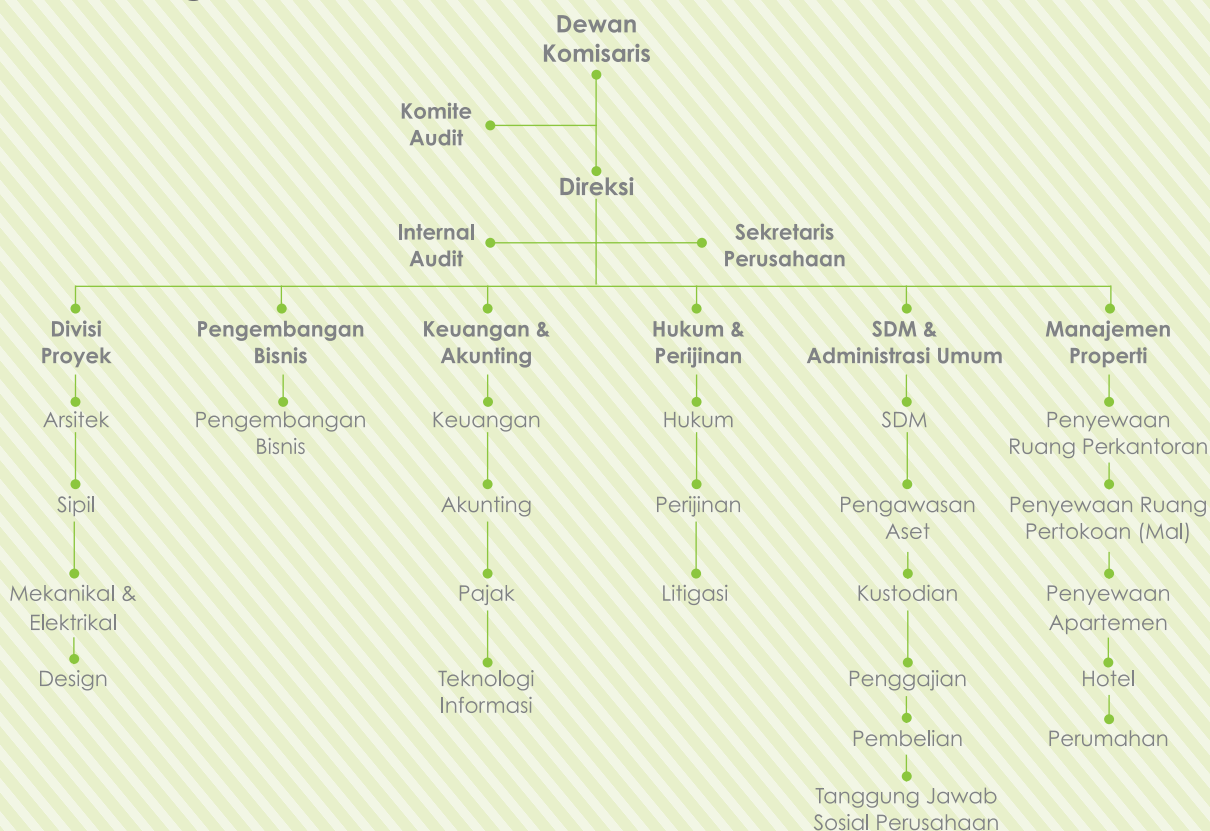 Dewan
Komisaris
Komite
Audit
Direksi
Internal
Audit
Sekretaris
Perusahaan
Divisi
Proyek
Pengembangan
Bisnis
Keuangan &
Akunting
Hukum &
Perijinan
SDM &
Administrasi Umum
Manajemen
Properti
Arsitek
Sipil
Mekanikal &
Elektrikal
Design
Pengembangan
Bisnis
Keuangan
Akunting
Pajak
Teknologi
Informasi
Hukum
Perijinan
Litigasi
SDM
Pengawasan
Aset
Kustodian
Penggajian
Pembelian
Tanggung Jawab
Sosial Perusahaan
Penyewaan
Ruang Perkantoran
Penyewaan Ruang
Pertokoan (Mal)
Penyewaan
Apartemen
Hotel
Perumahan